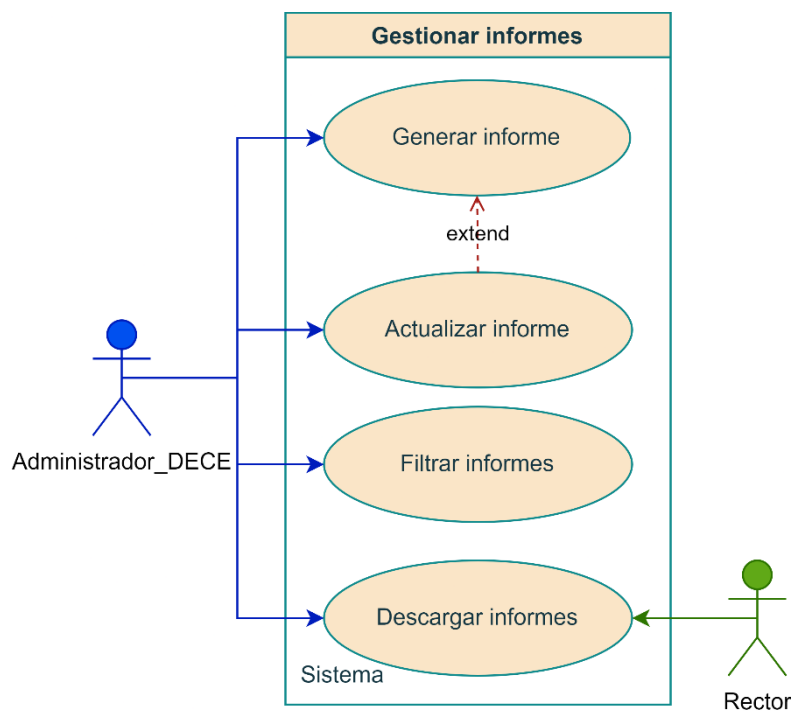 Gestionar informes
Generar informe
extend
Actualizar informe
Administrador_DECE
Filtrar informes
Descargar informes
Sistema
Rector